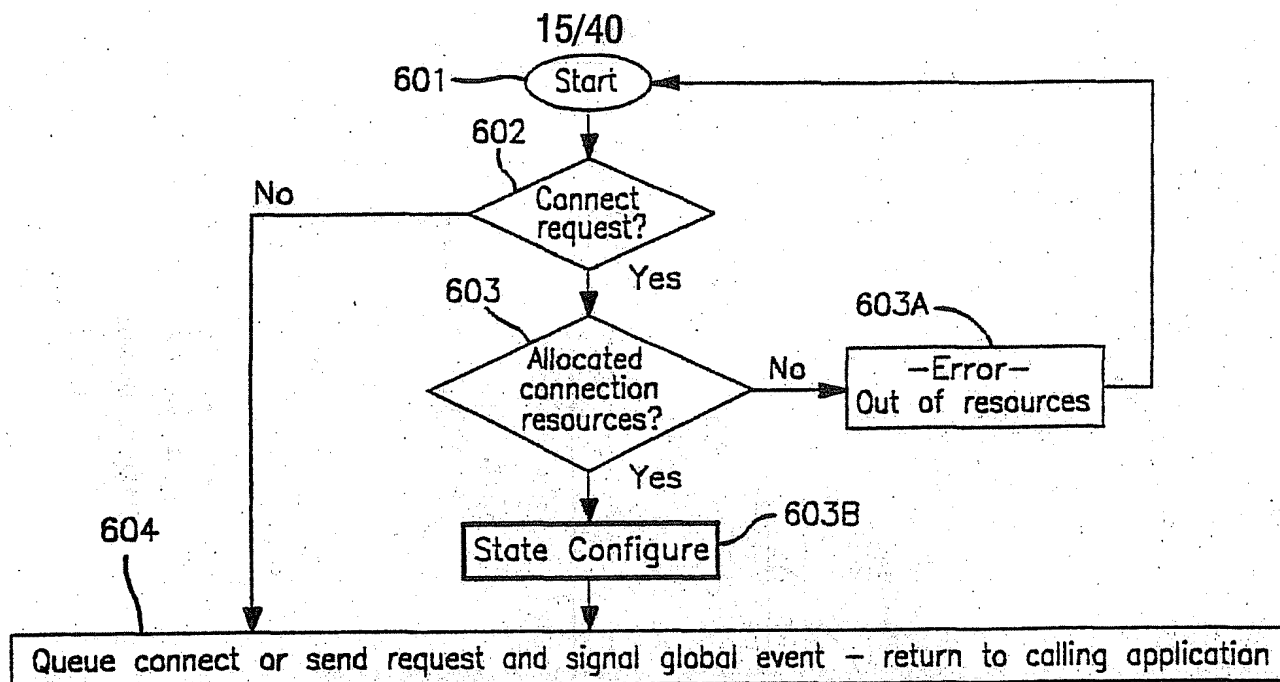 15/40
601
Start
602
No
Connect
request?
Yes
603
603A
Allocated
connection
resources?
No
-Error-
Out of resources
Yes
603B
State Configure
604
Queue connect or send request and signal global event - return to calling application